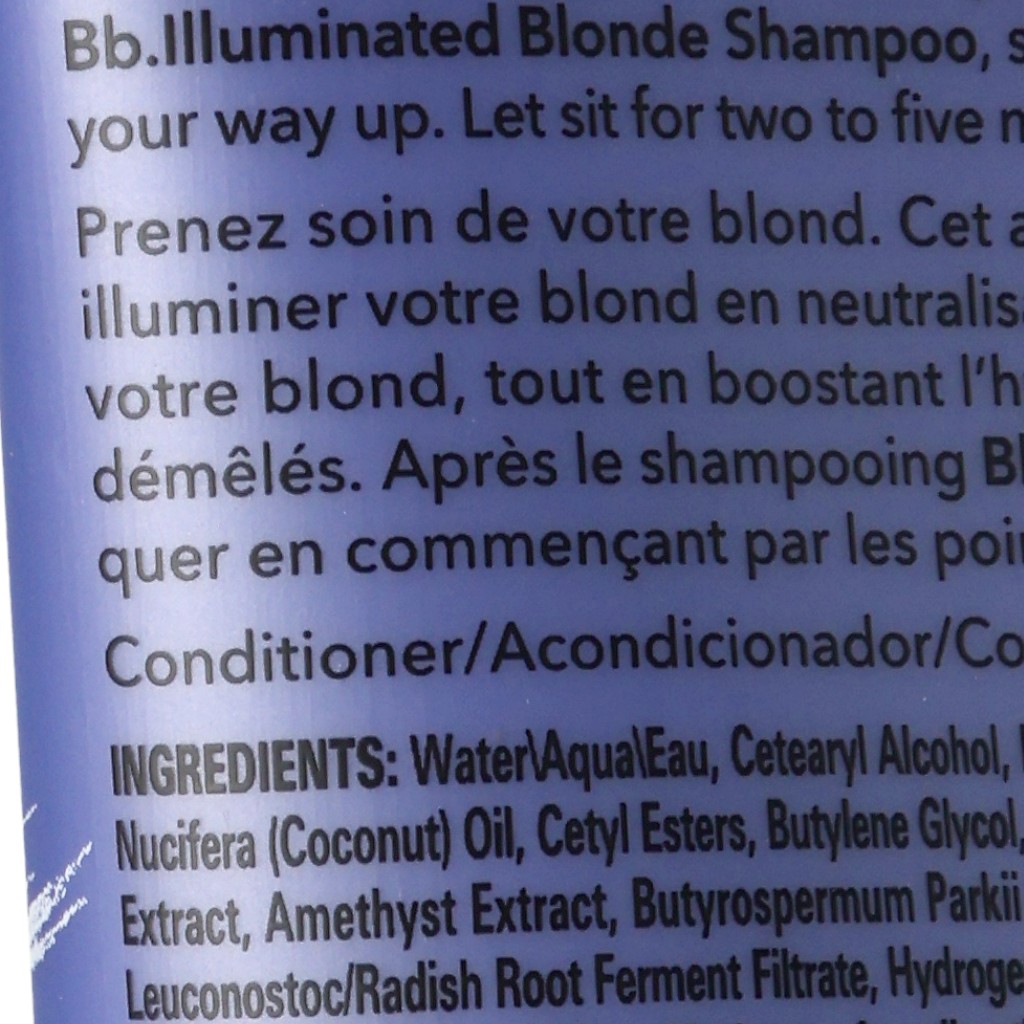 Bb.Illuminated Blonde Shampoo,
your way up. Let sit for two to five
Prenez soin de votre blond. Cet
illuminer votre blond en neutralis
votre blond, tout en boostant l'h
démêlés. Après le shampooing
quer en commençant par les poi
Conditioner/Acondicionador/Co
INGREDIENTS: Water\Aqua\Eau, Cetearyl Alcohol,
Nucifera (Coconut) Oil, Cetyl Esters, Butylene Glycol,
Extract, Amethyst Extract, Butyrospermum Parkii
Leuconostoc/Radish Root Ferment Filtrate, Hydroge